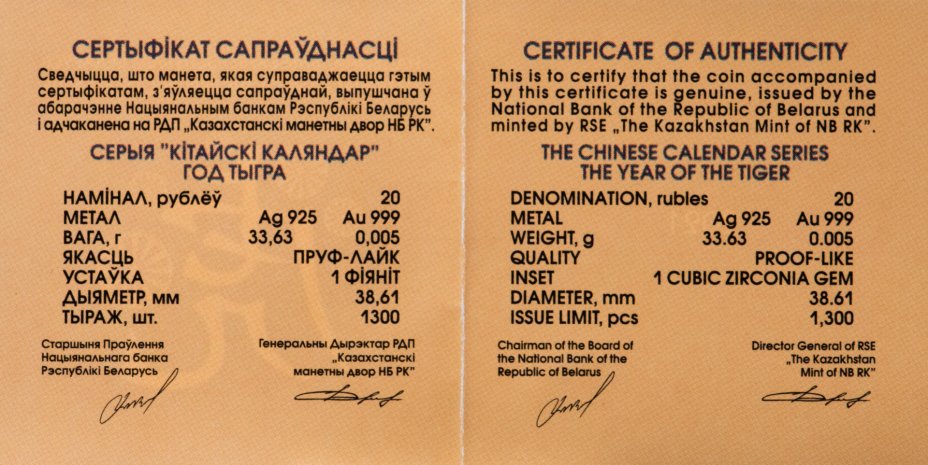 СЕРТЫФІКАТ САПРАЎДНАСЦІ
Сведчыцца, што манета, якая суправаджаецца гэтым
сертыфікатам, з'яўляецца сапраўднай, выпушчана ў
абарачэнне Нацыянальным банкам Рэспублікі Беларусь
і адчаканена на РДП „Казахстанскі манетны двор НБ РК”.
СЕРЫЯ "КІТАЙСКІ КАЛЯНДАР"
ГОД ТЫГРА
НАМІНАЛ, рублёў 20
МЕТАЛ Ag 925 Au 999
ВАГА, г 33,63 0,005
ЯКАСЦЬ ПРУФ-ЛАЙК
УСТАЎКА 1 ФІЯНІТ
ДЫЯМЕТР, мм 38,61
ТЫРАЖ, шт. 1300
Старшыня Праўлення
Нацыянальнага банка
Рэспублікі Беларусь
Генеральны Дырэктар РДП
„Казахстанскі
манетны двор НБ РК”
CERTIFICATE OF AUTHENTICITY
This is to certify that the coin accompanied
by this certificate is genuine, issued by the
National Bank of the Republic of Belarus and
minted by RSE „The Kazakhstan Mint of NB RK”.
THE CHINESE CALENDAR SERIES
THE YEAR OF THE TIGER
DENOMINATION, rubles 20
METAL Ag 925 Au 999
WEIGHT, g 33.63 0.005
QUALITY PROOF-LIKE
INSET 1 CUBIC ZIRCONIA GEM
DIAMETER, mm 38.61
ISSUE LIMIT, pcs 1,300
Chairman of the Board of
the National Bank of the
Republic of Belarus
Director General of RSE
„The Kazakhstan
Mint of NB RK”